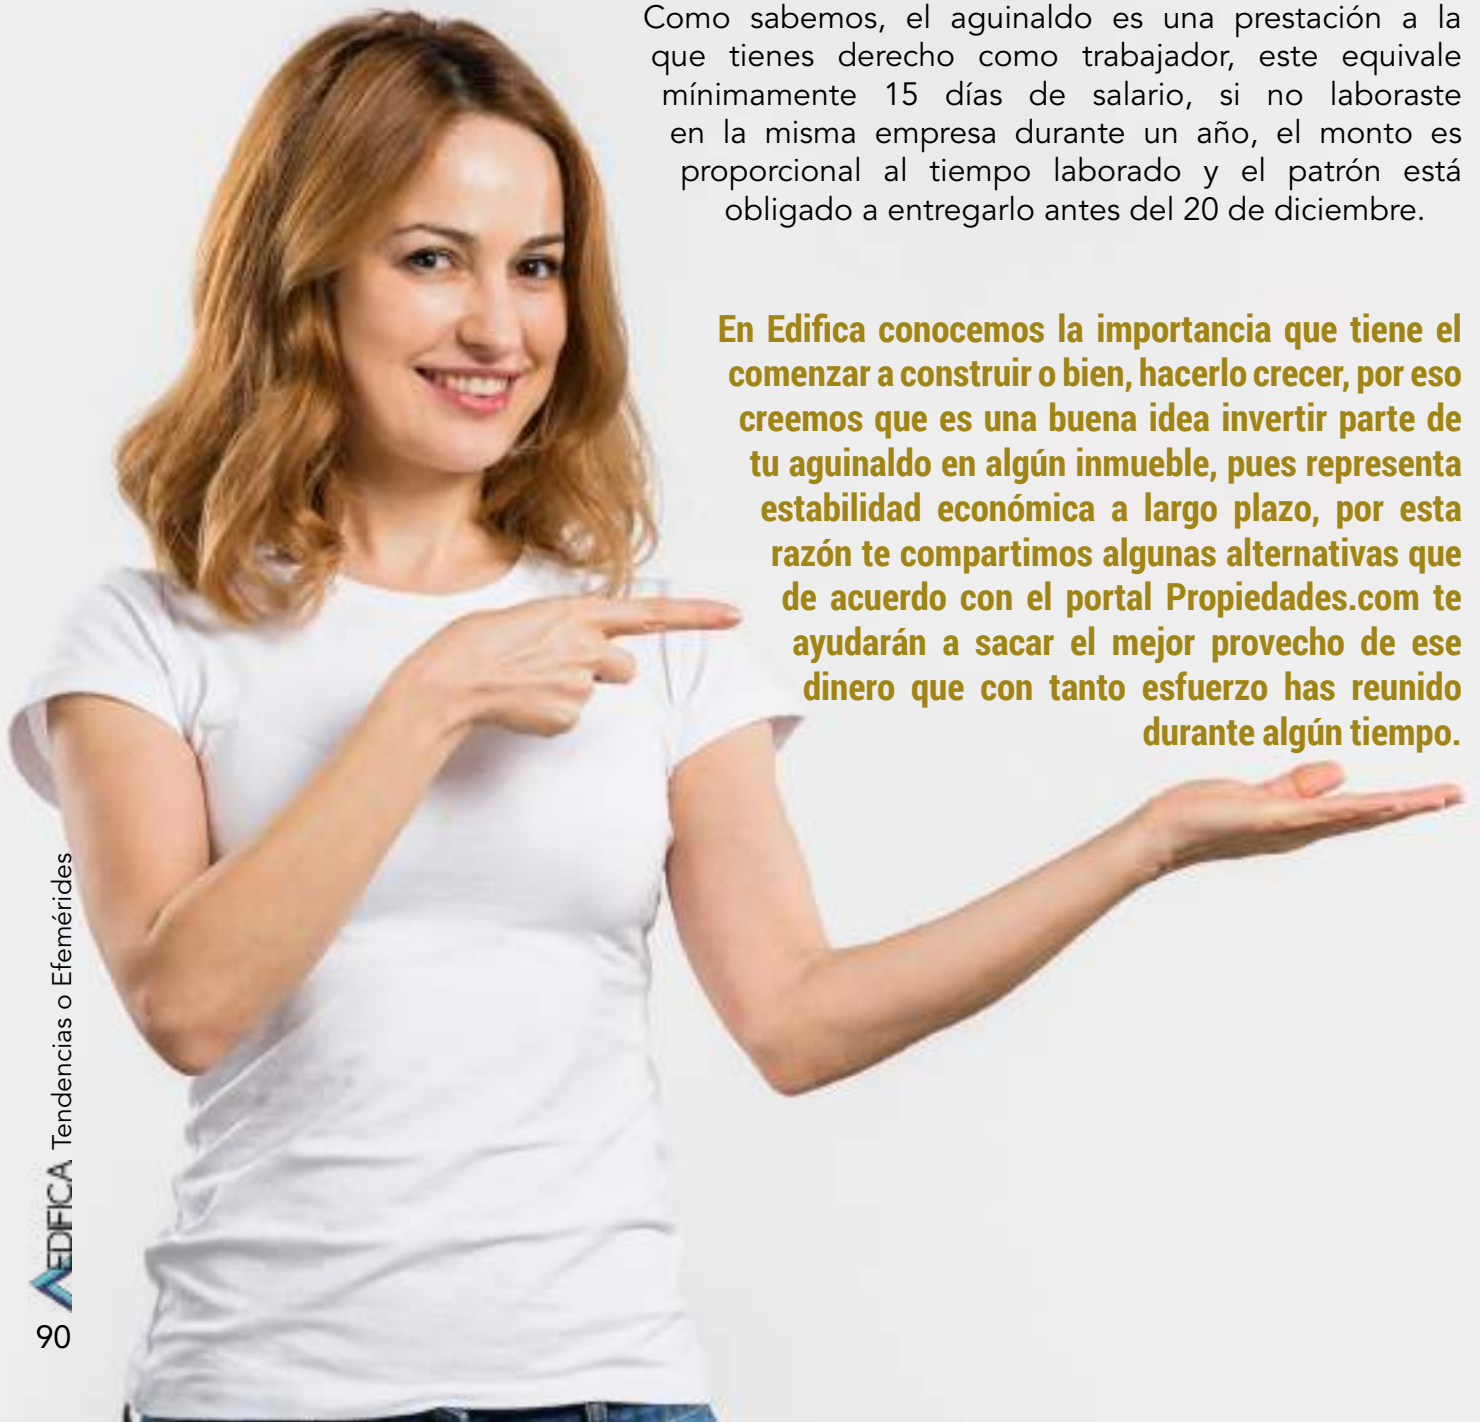 Como sabemos, el aguinaldo es una prestación a la
que tienes derecho como trabajador, este equivale
mínimamente 15 días de salario, si no laboraste
en la misma empresa durante un año, el monto es
proporcional al tiempo laborado y el patrón está
obligado a entregarlo antes del 20 de diciembre.
En Edifica conocemos la importancia que tiene el
comenzar a construir o bien, hacerlo crecer, por eso
creemos que es una buena idea invertir parte de
tu aguinaldo en algún inmueble, pues representa
estabilidad económica a largo plazo, por esta
razón te compartimos algunas alternativas que
de acuerdo con el portal Propiedades.com te
ayudarán a sacar el mejor provecho de ese
dinero que con tanto esfuerzo has reunido
durante algún tiempo.
EDIFICA Tendencias o Efemérides
90